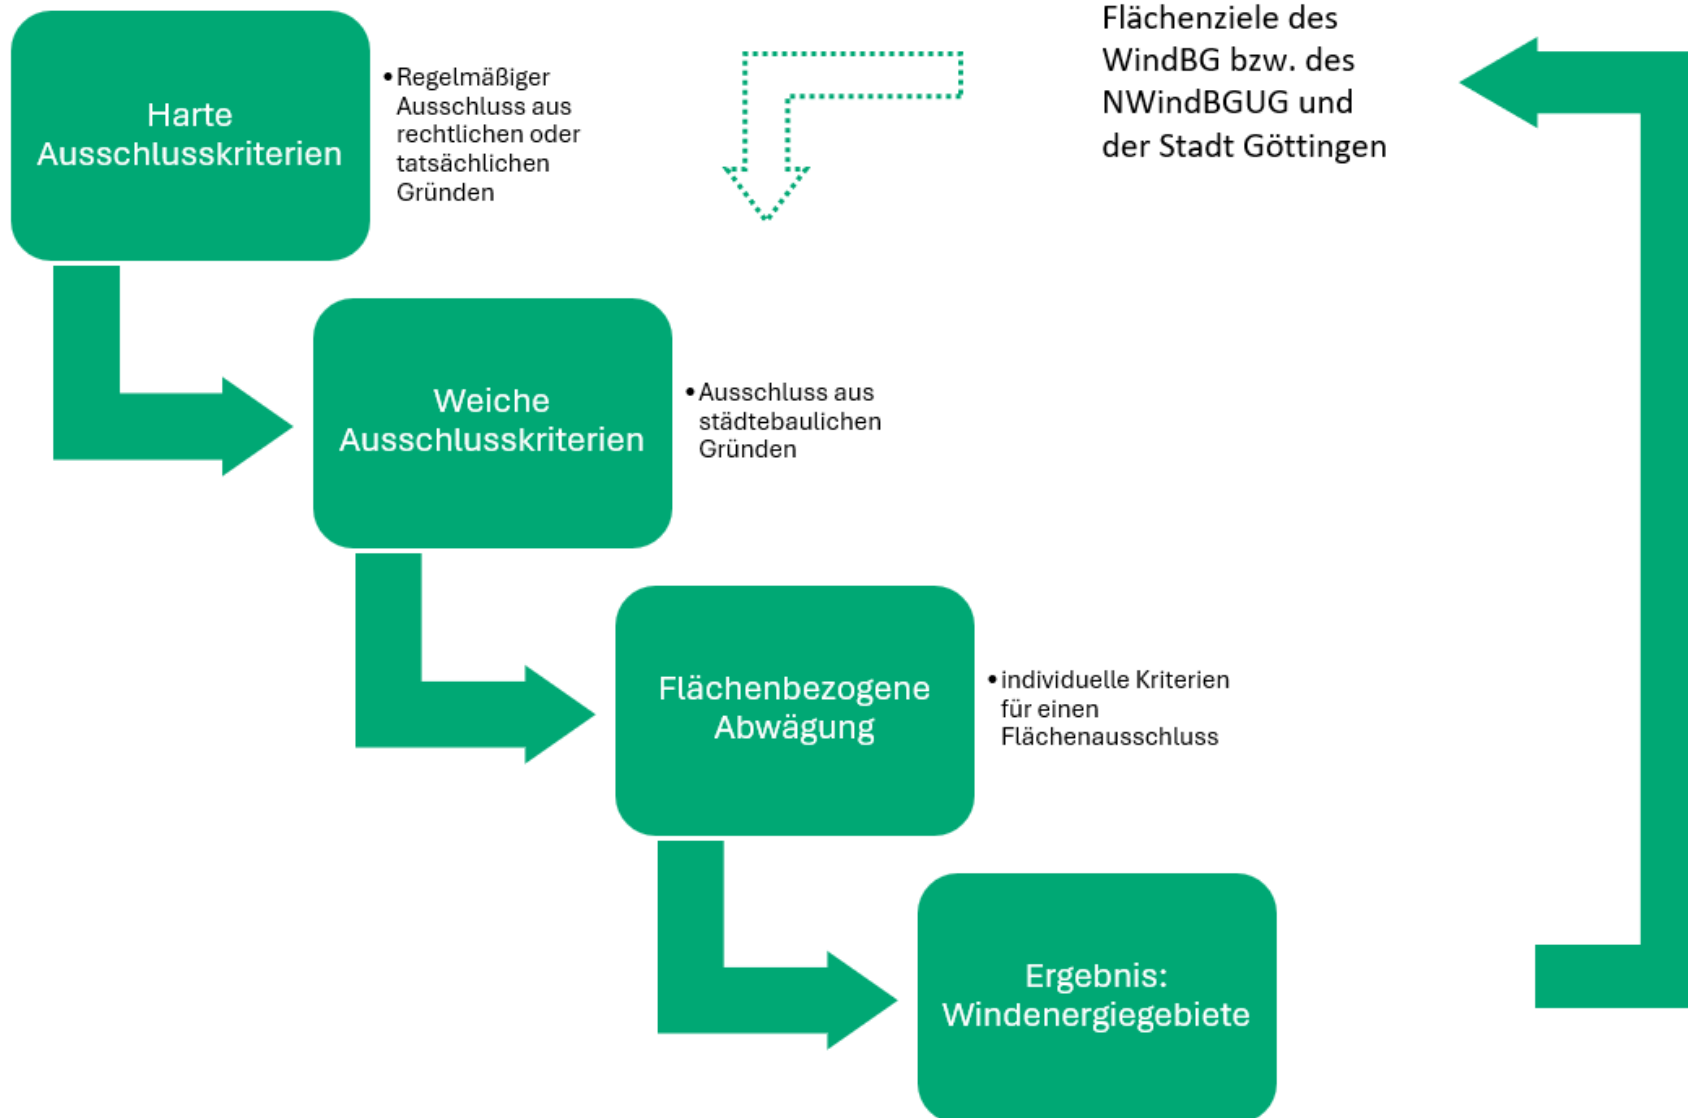 Harte
Ausschlusskriterien
•Regelmäßiger
Ausschluss aus
rechtlichen oder
tatsächlichen
Gründen
Flächenziele des
WindBG bzw. des
NWindBGUG und
der Stadt Göttingen
Weiche
Ausschlusskriterien
•Ausschluss aus
städtebaulichen
Gründen
Flächenbezogene
Abwägung
•individuelle Kriterien
für einen
Flächenausschluss
Ergebnis:
Windenergiegebiete